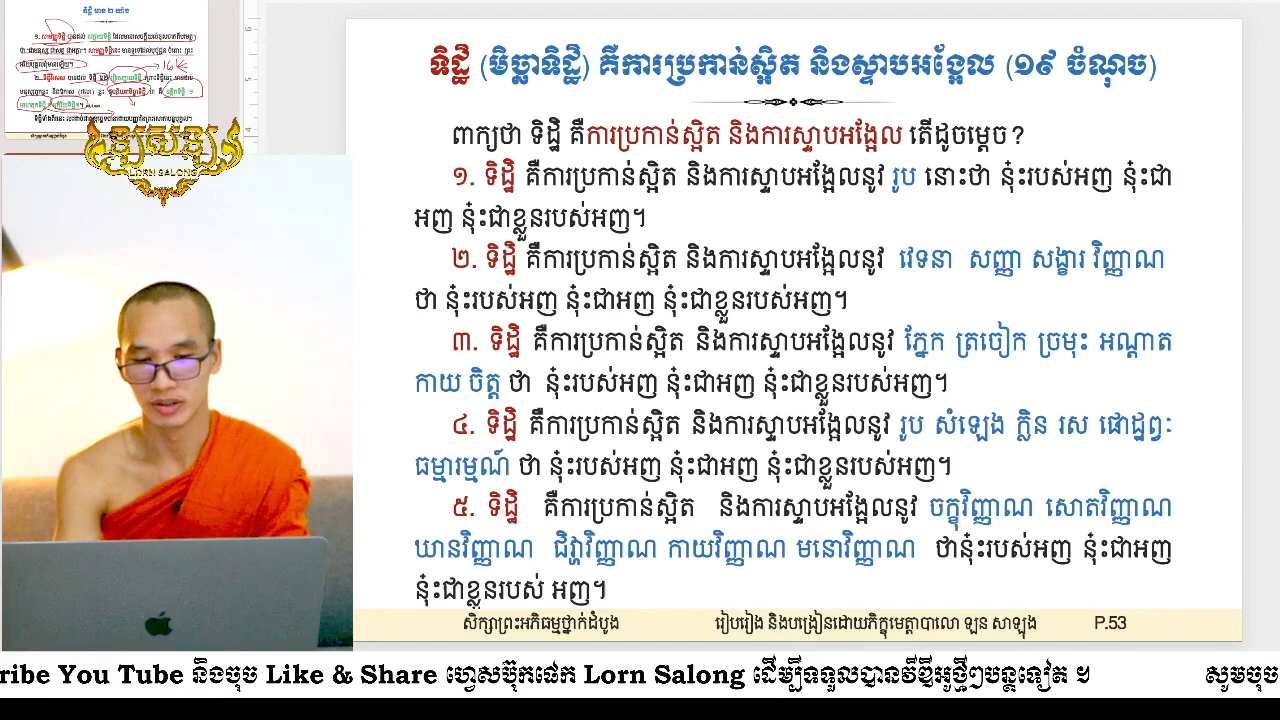 ទិដ្ឋិ មាន ២ យ៉ាង
ឡន សាឡុង
LORN SALONG
ទិដ្ឋិ (មិច្ឆាទិដ្ឋិ) គឺការប្រកាន់ស្អិត និងស្ទាបអង្អែល (១៩ ចំណុច)
ពាក្យថា ទិដ្ឋិ គឺការប្រកាន់ស្អិត និងការស្ទាបអង្អែល តើដូចម្តេច?
១. ទិដ្ឋិ គឺការប្រកាន់ស្អិត និងការស្ទាបអង្អែលនូវ រូប នោះថា នុ៎ះរបស់អញ នុ៎ះជា
អញ នុ៎ះជាខ្លួនរបស់អញ។
២. ទិដ្ឋិ គឺការប្រកាន់ស្អិត និងការស្ទាបអង្អែលនូវ វេទនា សញ្ញា សង្ខារ វិញ្ញាណ
ថា នុ៎ះរបស់អញ នុ៎ះជាអញ នុ៎ះជាខ្លួនរបស់អញ។
៣. ទិដ្ឋិ គឺការប្រកាន់ស្អិត និងការស្ទាបអង្អែលនូវ ភ្នែក ត្រចៀក ច្រមុះ អណ្តាត
កាយ ចិត្ត ថា នុ៎ះរបស់អញ នុ៎ះជាអញ នុ៎ះជាខ្លួនរបស់អញ។
៤. ទិដ្ឋិ គឺការប្រកាន់ស្អិត និងការស្ទាបអង្អែលនូវ រូប សំឡេង ក្លិន រស ផោដ្ឋព្វៈ
ធម្មារម្មណ៍ ថា នុ៎ះរបស់អញ នុ៎ះជាអញ នុ៎ះជាខ្លួនរបស់អញ។
៥. ទិដ្ឋិ គឺការប្រកាន់ស្អិត និងការស្ទាបអង្អែលនូវ ចក្ខុវិញ្ញាណ សោតវិញ្ញាណ
ឃានវិញ្ញាណ ជិវ្ហាវិញ្ញាណ កាយវិញ្ញាណ មនោវិញ្ញាណ ថានុ៎ះរបស់អញ នុ៎ះជាអញ
នុ៎ះជាខ្លួនរបស់ អញ។
សិក្សាព្រះអភិធម្មថ្នាក់ដំបូង រៀបរៀង និងបង្រៀនដោយភិក្ខុមេត្តាបាលោ ឡន សាឡុង P.53
ribe You Tube និងចុច Like & Share ហ្វេសប៊ុកផេក Lorn Salong ដើម្បីទទួលបានវីឌីអូថ្មីៗបន្តទៀត ។ សូមចុច